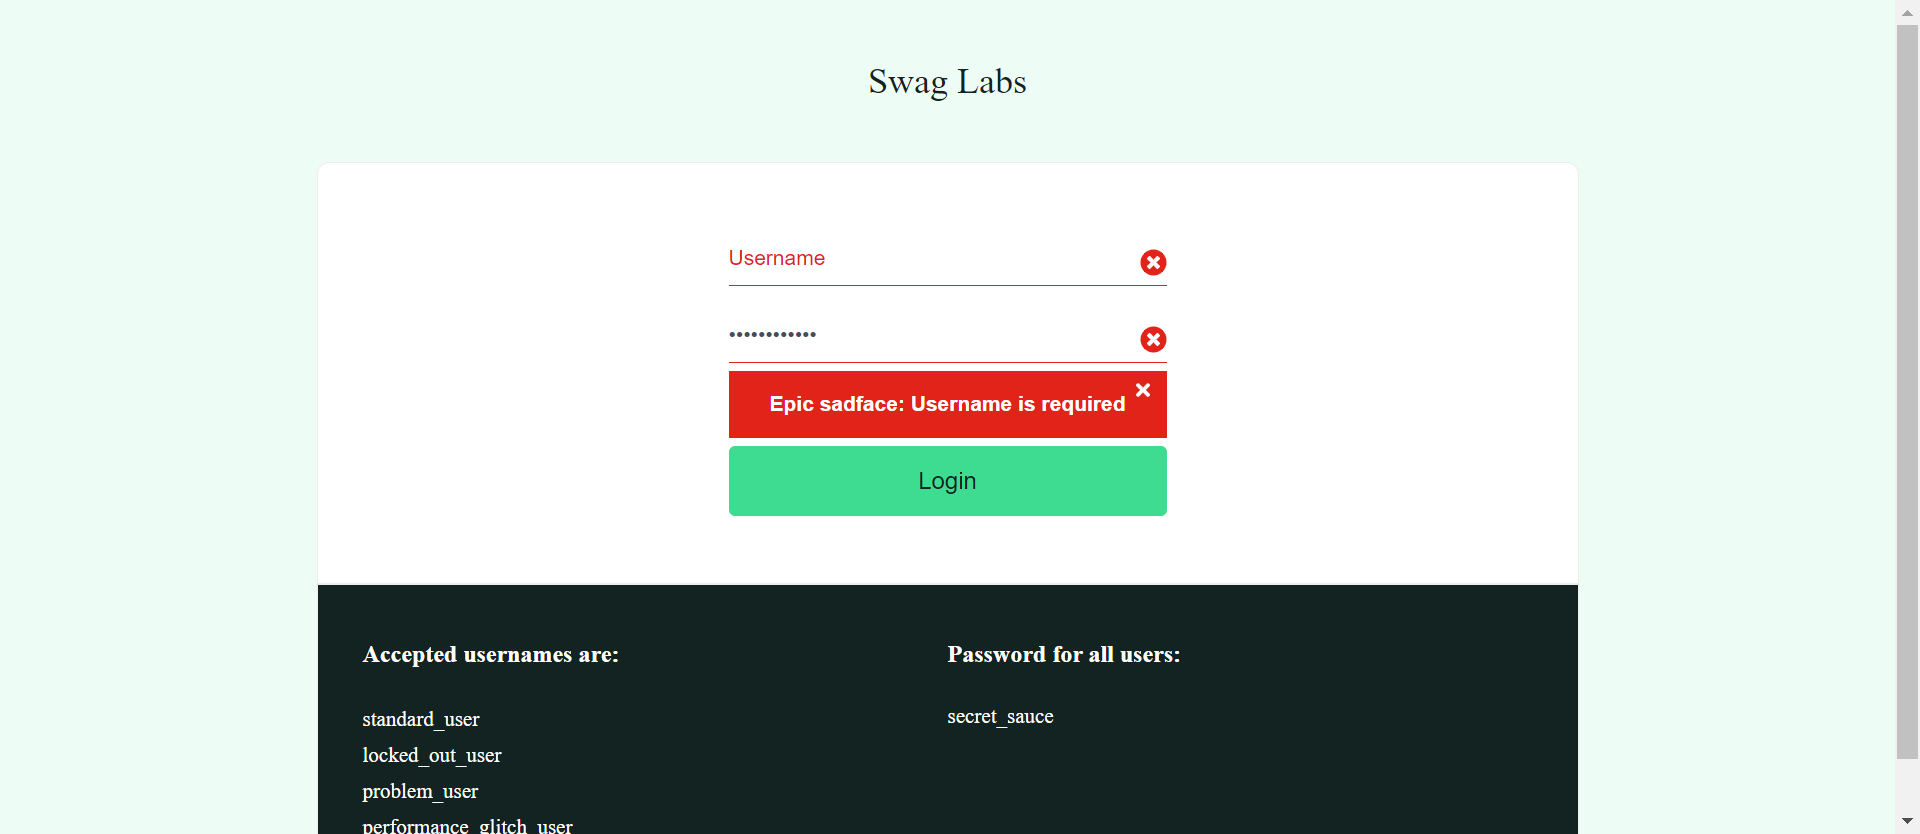 Swag Labs
Username
••••••••••••
Epic sadface: Username is required
Login
Accepted usernames are:
standard_user
locked_out_user
problem_user
performance_glitch_user
Password for all users:
secret_sauce